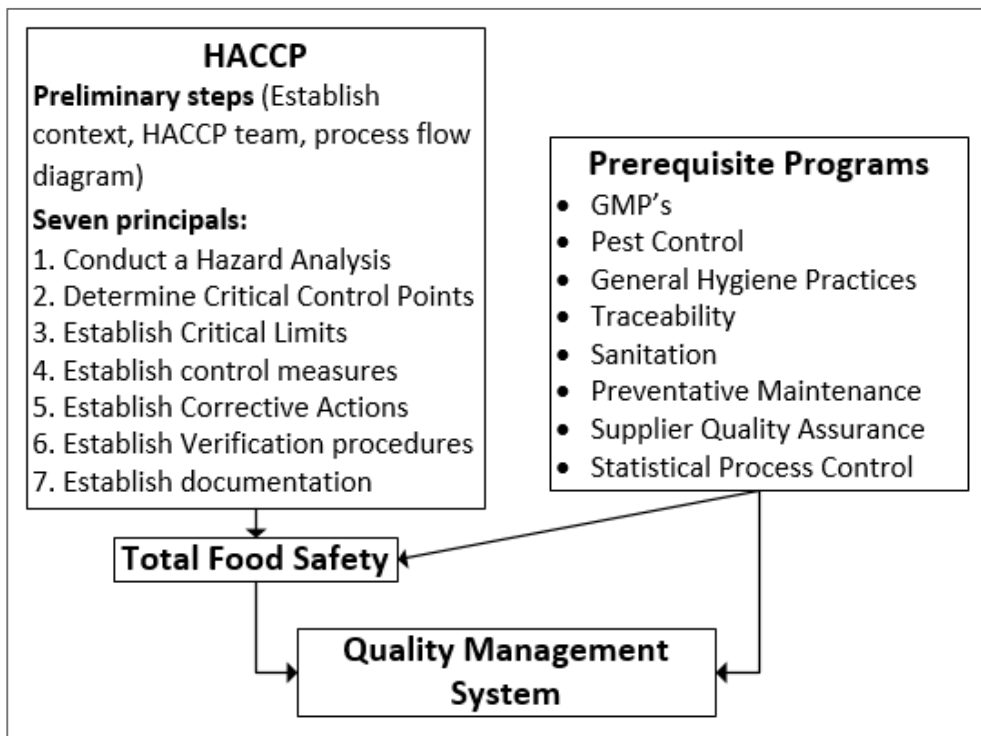 HACCP
Preliminary steps (Establish
context, HACCP team, process flow
diagram)
Seven principals:
1. Conduct a Hazard Analysis
2. Determine Critical Control Points
3. Establish Critical Limits
4. Establish control measures
5. Establish Corrective Actions
6. Establish Verification procedures
7. Establish documentation
Prerequisite Programs
• GMP's
• Pest Control
• General Hygiene Practices
• Traceability
• Sanitation
• Preventative Maintenance
• Supplier Quality Assurance
• Statistical Process Control
Total Food Safety
Quality Management
System